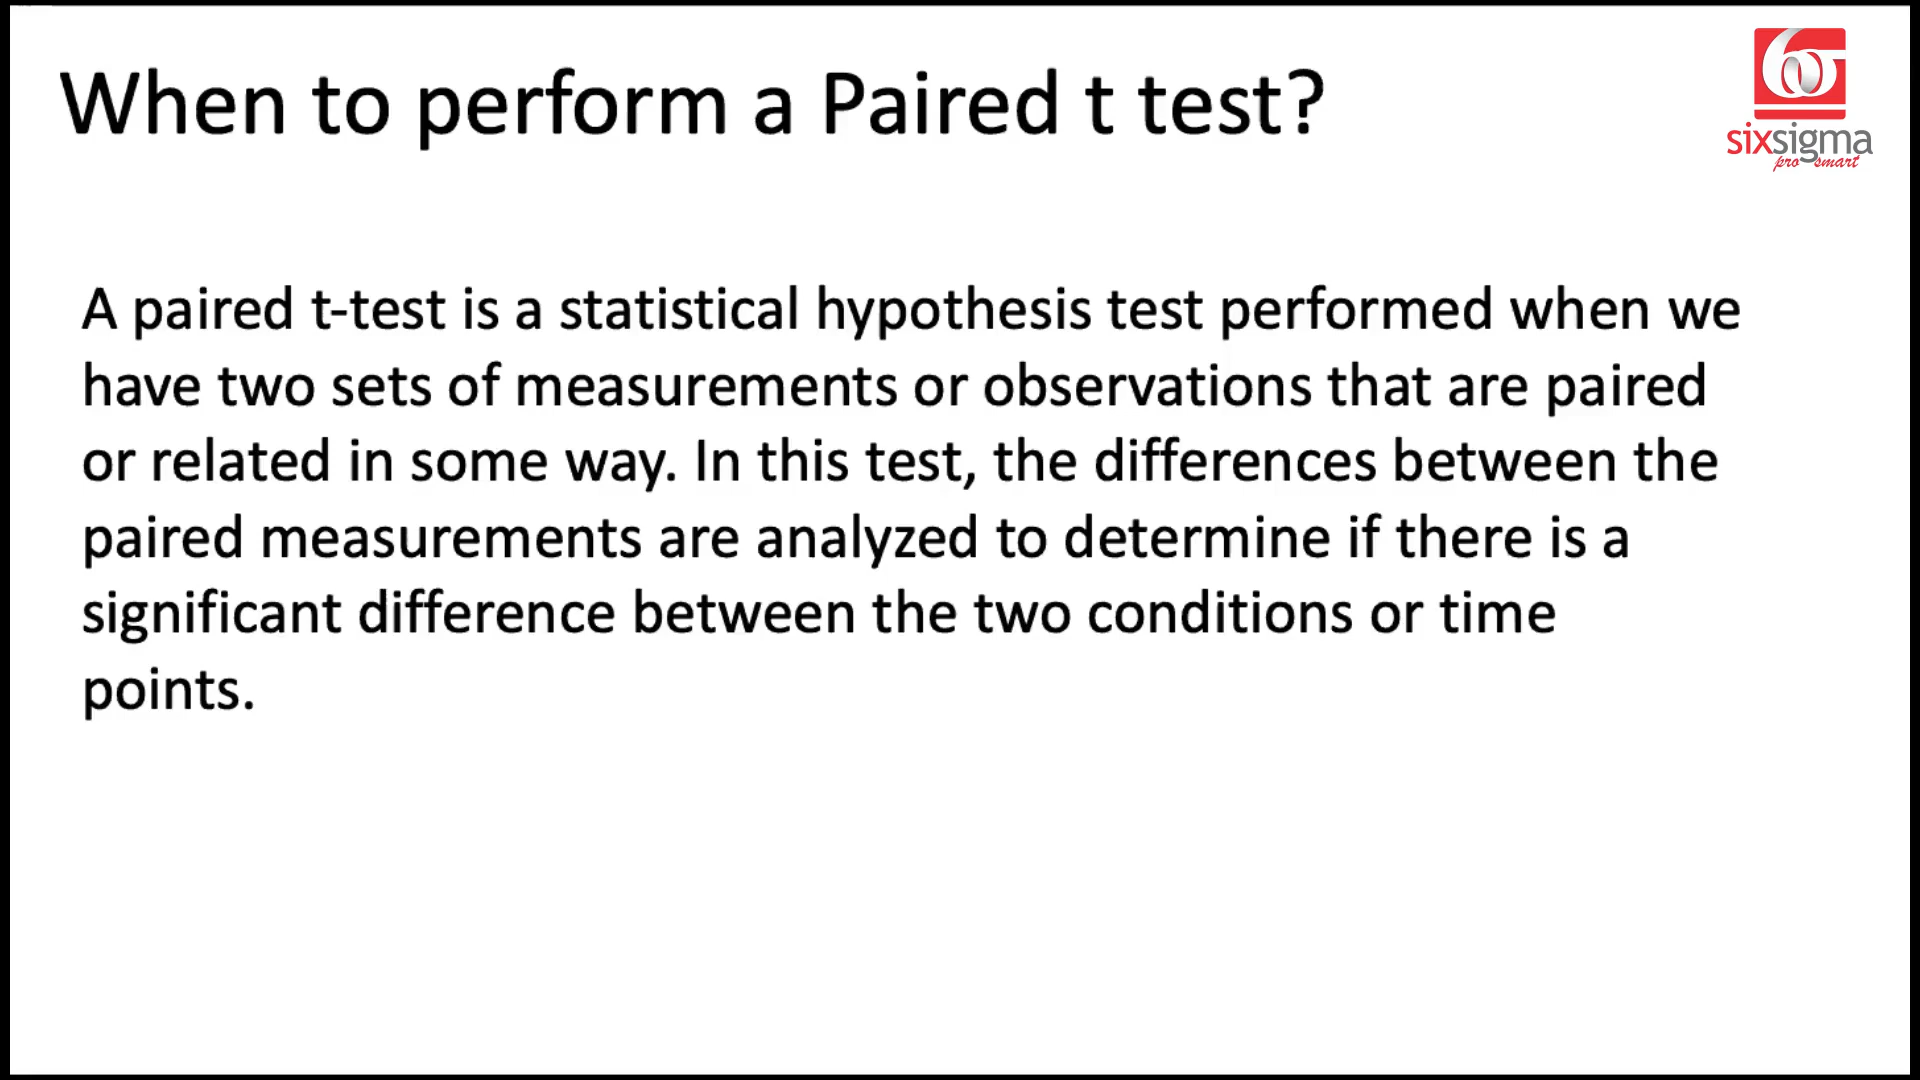 When to perform a Paired t test?
sixsigma
pro smart
A paired t-test is a statistical hypothesis test performed when we
have two sets of measurements or observations that are paired
or related in some way. In this test, the differences between the
paired measurements are analyzed to determine if there is a
significant difference between the two conditions or time
points.